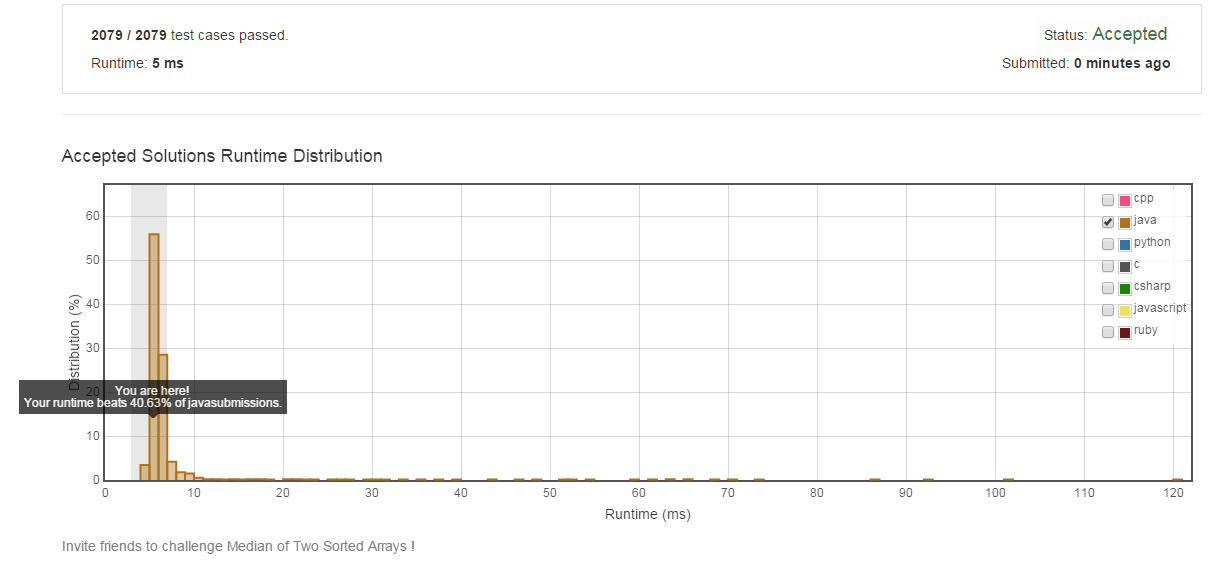 2079 / 2079 test cases passed.
Status: Accepted
Runtime: 5 ms
Submitted: 0 minutes ago
Accepted Solutions Runtime Distribution
cpp
java
python
c
csharp
javascript
ruby
60
50
40
30
20
10
0
Distribution (%)
You are here!
Your runtime beats 40.63% of javasubmissions.
0 10 20 30 40 50 60 70 80 90 100 110 120
Runtime (ms)
Invite friends to challenge Median of Two Sorted Arrays !